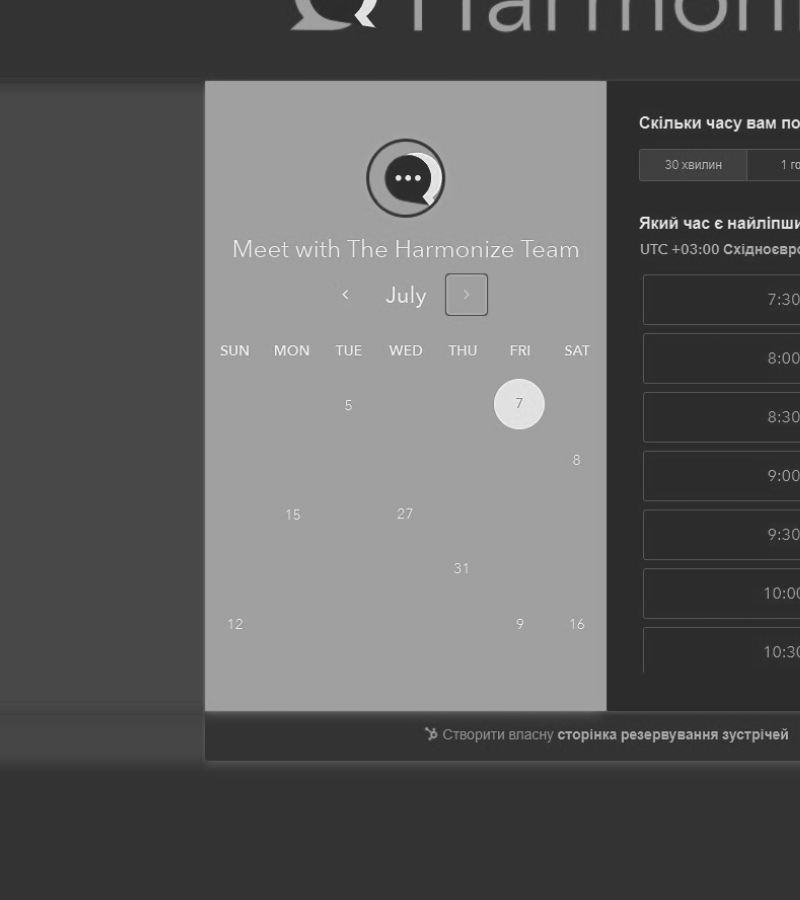 Harmoni
Meet with The Harmonize Team
July
SUN MON TUE WED THU FRI SAT
5 7
8
15 27
31
12 9 16
Скільки часу вам по
30 хвилин 1 го
Який час є найліпши
UTC +03:00 Східноєвро
7:30
8:00
8:30
9:00
9:30
10:00
10:30
Створити власну сторінка резервування зустрічей